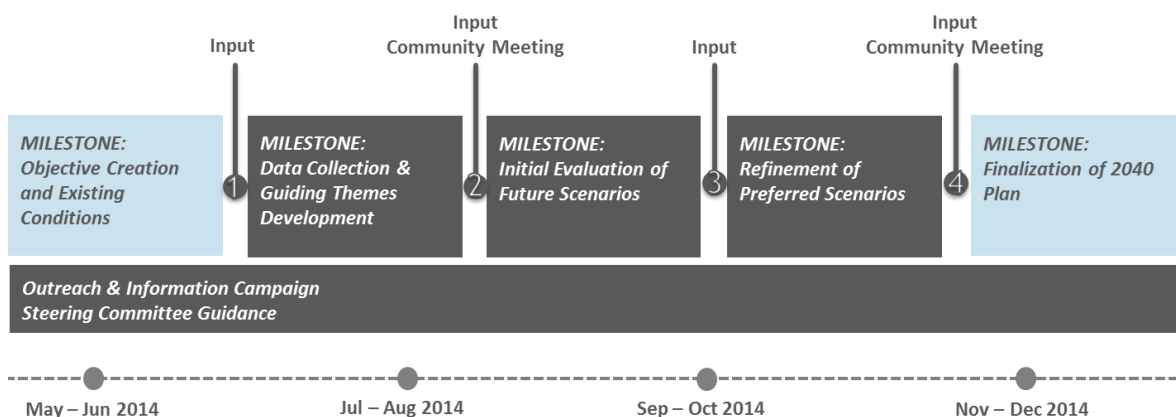 Input
Input
Community Meeting
Input
Input
Community Meeting
MILESTONE:
Objective Creation
and Existing
Conditions
1
MILESTONE:
Data Collection &
Guiding Themes
Development
2
MILESTONE:
Initial Evaluation of
Future Scenarios
3
MILESTONE:
Refinement of
Preferred Scenarios
4
MILESTONE:
Finalization of 2040
Plan
Outreach & Information Campaign
Steering Committee Guidance
May – Jun 2014
Jul – Aug 2014
Sep – Oct 2014
Nov – Dec 2014